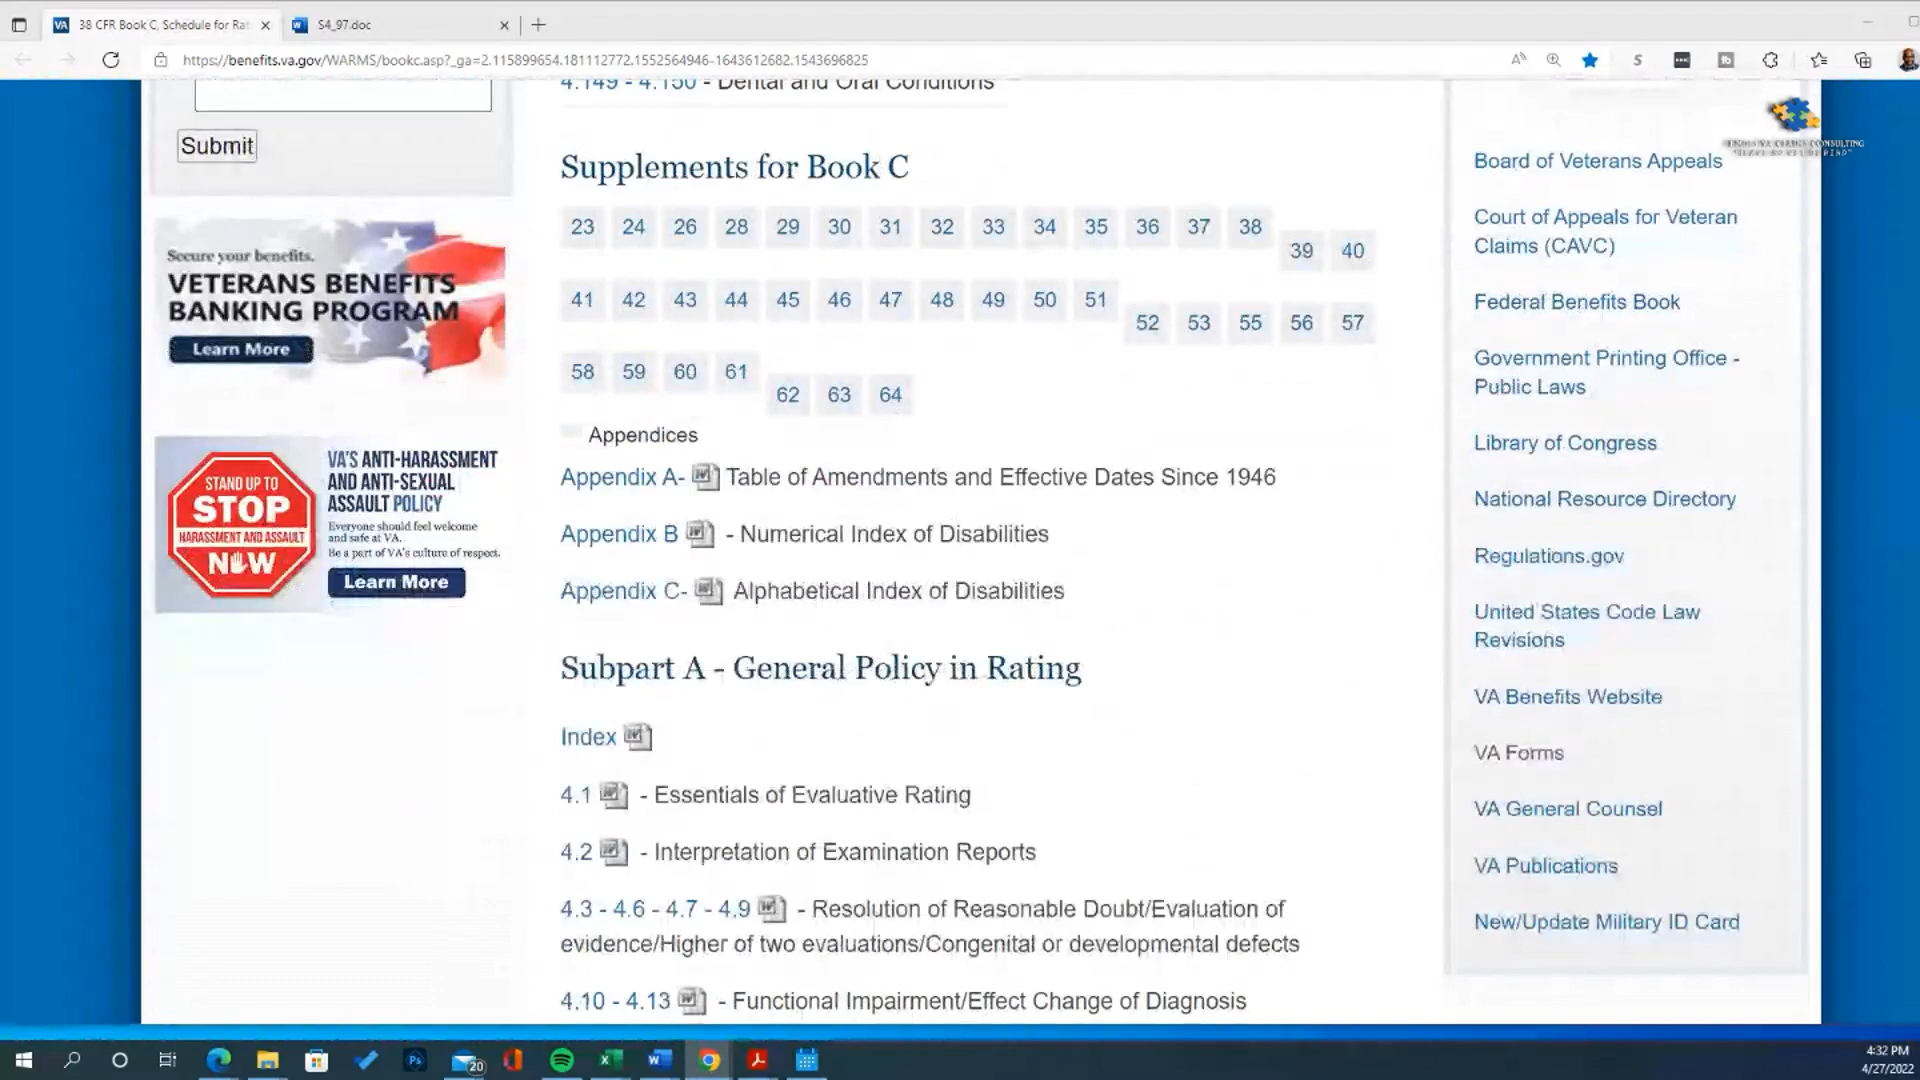 38 CFR Book C, Schedule for Rat
S4_97.doc
https://benefits.va.gov/WARMS/bookc.asp?_ga=2.115899654.181112772.1552564946-1643612682.1543696825
4.149 - 4.150 - Dental and Oral Conditions
Submit
Supplements for Book C
23 24 26 28 29 30 31 32 33 34 35 36 37 38
39 40
41 42 43 44 45 46 47 48 49 50 51
52 53 55 56 57
58 59 60 61
62 63 64
Appendices
Appendix A- Table of Amendments and Effective Dates Since 1946
Appendix B - Numerical Index of Disabilities
Appendix C- Alphabetical Index of Disabilities
Subpart A - General Policy in Rating
Index
4.1 - Essentials of Evaluative Rating
4.2 - Interpretation of Examination Reports
4.3 - 4.6 - 4.7 - 4.9 - Resolution of Reasonable Doubt/Evaluation of
evidence/Higher of two evaluations/Congenital or developmental defects
4.10 - 4.13 - Functional Impairment/Effect Change of Diagnosis
Secure your benefits.
VETERANS BENEFITS
BANKING PROGRAM
Learn More
STAND UP TO
STOP
HARASSMENT AND ASSAULT
NOW
VA'S ANTI-HARASSMENT
AND ANTI-SEXUAL
ASSAULT POLICY
Everyone should feel welcome
and safe at VA.
Be a part of VA's culture of respect.
Learn More
CLAIMS CONSULTING
Board of Veterans Appeals
Court of Appeals for Veteran
Claims (CAVC)
Federal Benefits Book
Government Printing Office -
Public Laws
Library of Congress
National Resource Directory
Regulations.gov
United States Code Law
Revisions
VA Benefits Website
VA Forms
VA General Counsel
VA Publications
New/Update Military ID Card
20
4:32 PM
4/27/2022